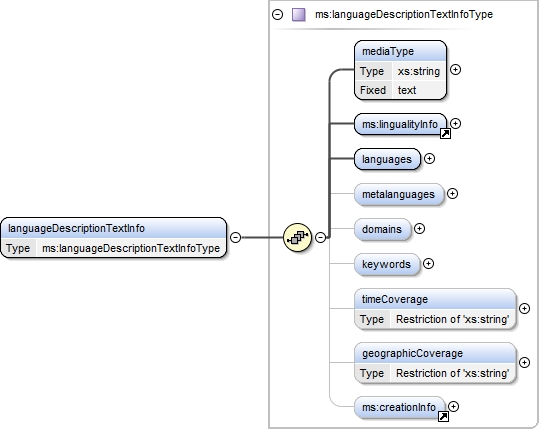 ms:languageDescriptionTextInfoType
mediaType
Type xs:string
Fixed text
ms:lingualityInfo
languages
metalanguages
languageDescriptionTextInfo
Type ms:languageDescriptionTextInfoType
domains
keywords
timeCoverage
Type Restriction of 'xs:string'
geographicCoverage
Type Restriction of 'xs:string'
ms:creationInfo